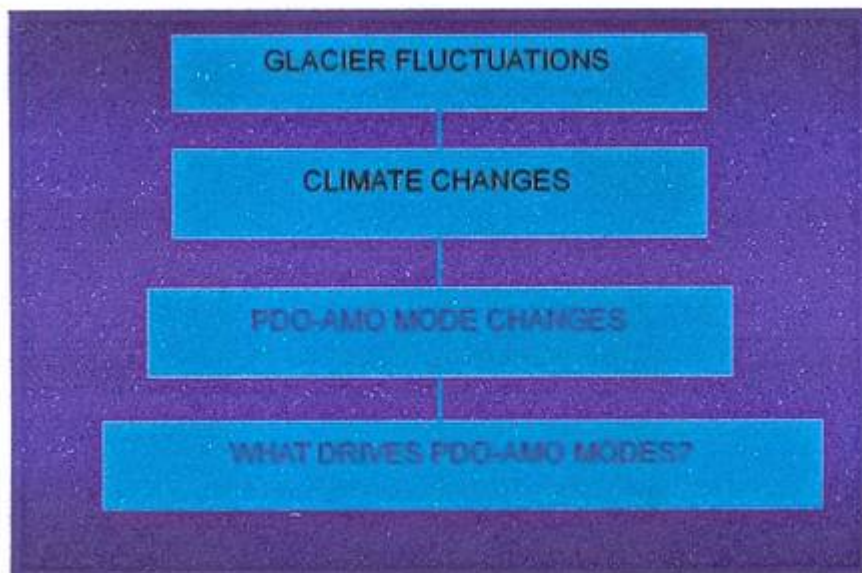 GLACIER FLUCTUATIONS
CLIMATE CHANGES
PDO-AMO MODE CHANGES
WHAT DRIVES PDO-AMO MODES?